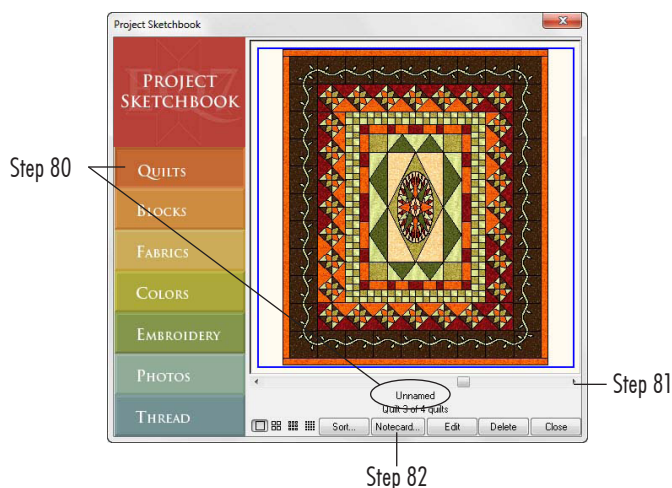 Project Sketchbook
PROJECT
SKETCHBOOK
QUILTS
BLOCKS
FABRICS
COLORS
EMBROIDERY
PHOTOS
THREAD
Step 80
Step 81
Unnamed
Quilt 3 of 4 quilts
Sort... Notecard... Edit Delete Close
Step 82